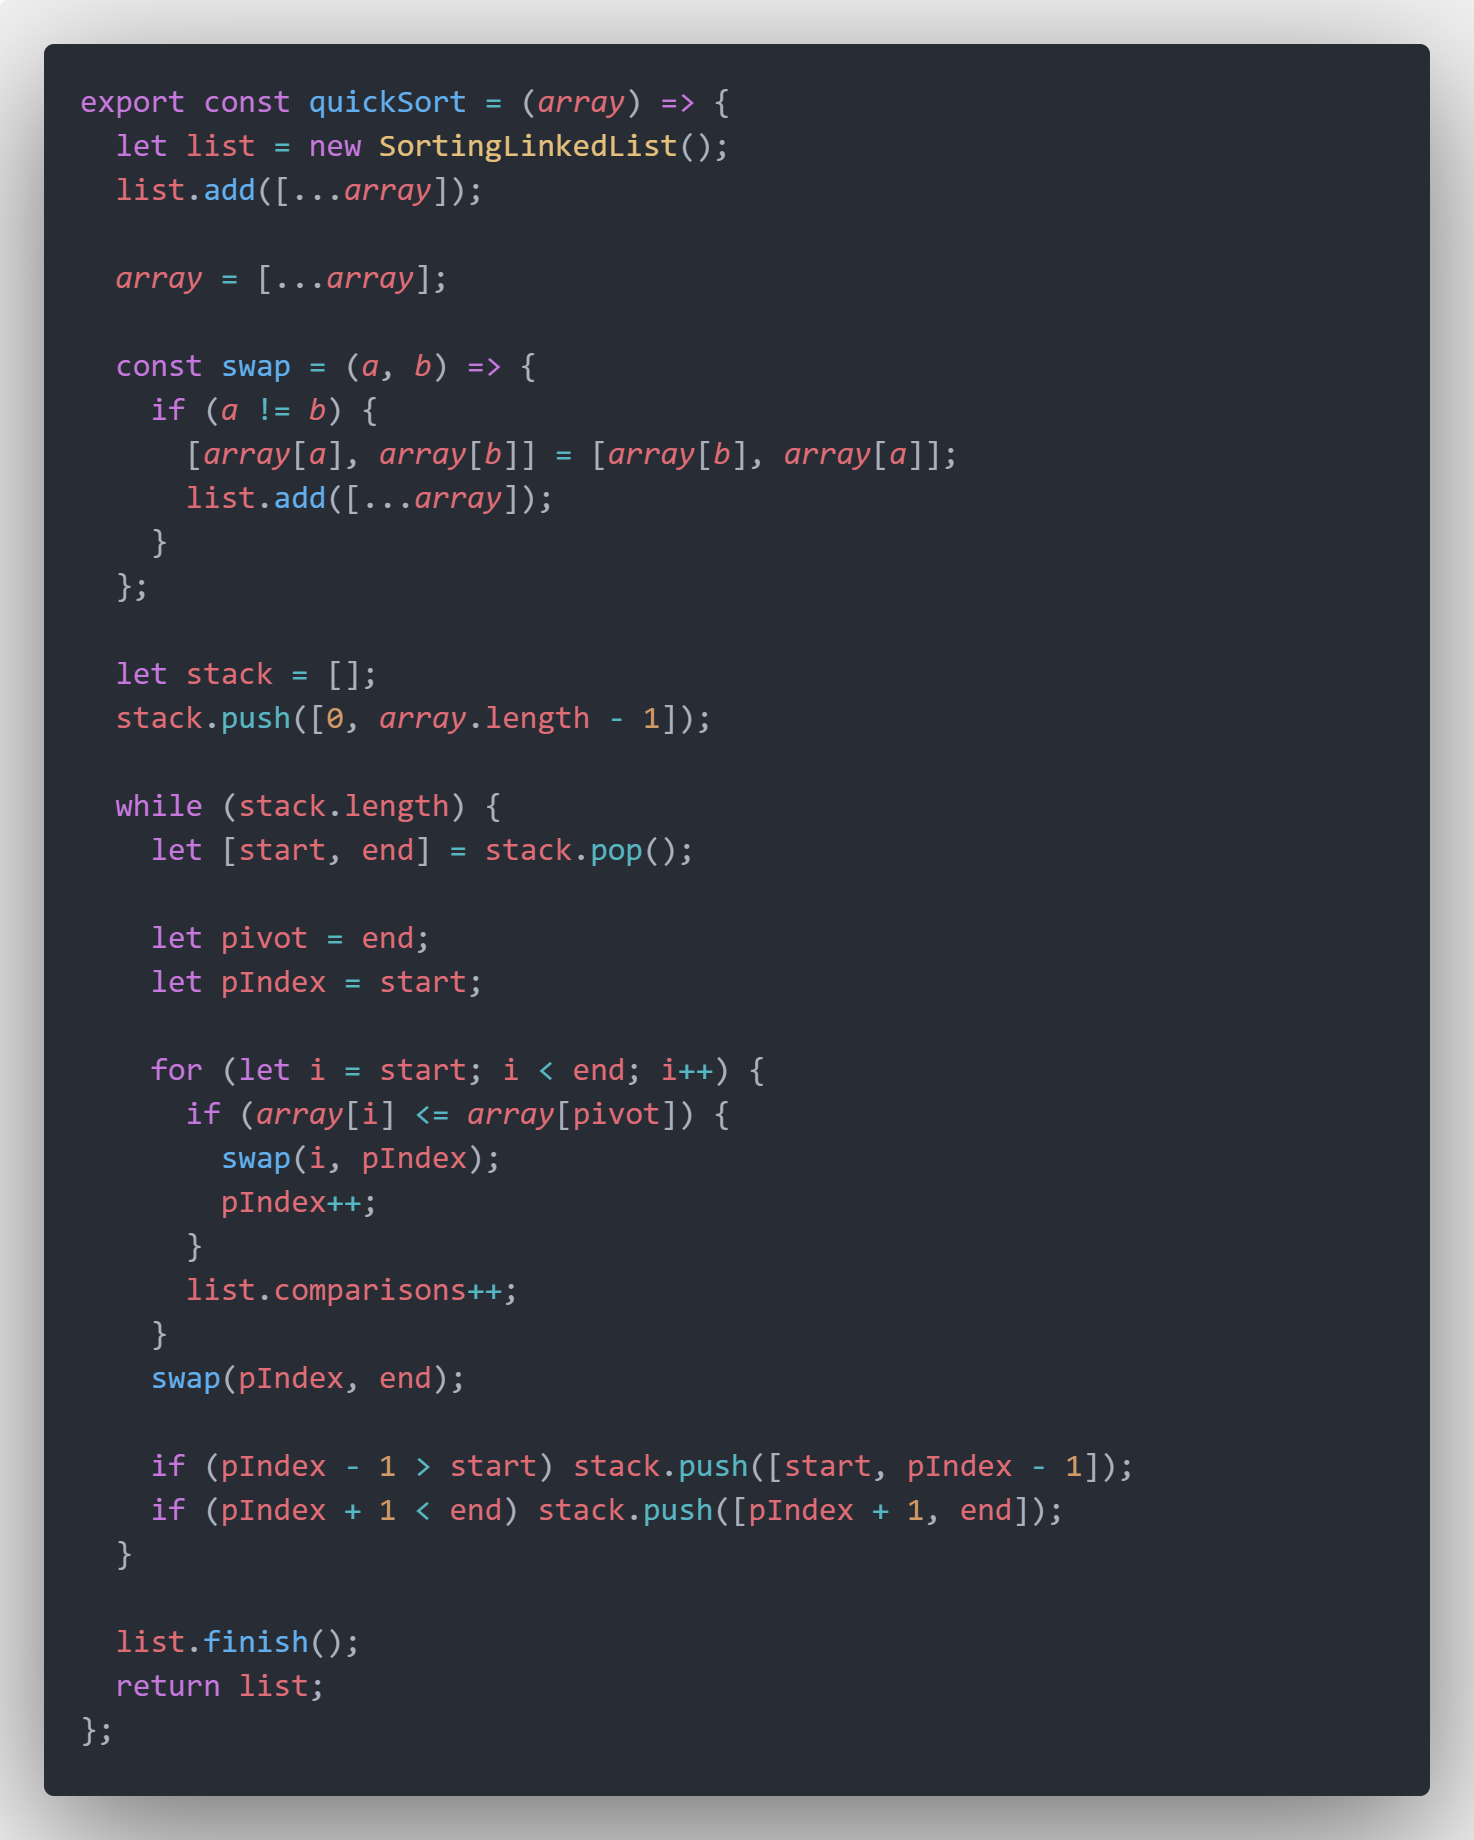 export const quickSort = (array) => {
  let list = new SortingLinkedList();
  list.add([...array]);

  array = [...array];

  const swap = (a, b) => {
    if (a != b) {
      [array[a], array[b]] = [array[b], array[a]];
      list.add([...array]);
    }
  };

  let stack = [];
  stack.push([0, array.length - 1]);

  while (stack.length) {
    let [start, end] = stack.pop();

    let pivot = end;
    let pIndex = start;

    for (let i = start; i < end; i++) {
      if (array[i] <= array[pivot]) {
        swap(i, pIndex);
        pIndex++;
      }
      list.comparisons++;
    }
    swap(pIndex, end);

    if (pIndex - 1 > start) stack.push([start, pIndex - 1]);
    if (pIndex + 1 < end) stack.push([pIndex + 1, end]);
  }

  list.finish();
  return list;
};